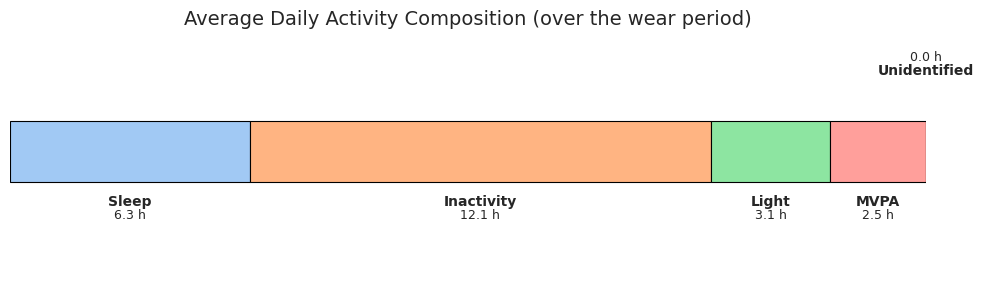 Average Daily Activity Composition (over the wear period)
0.0 h
Unidentified
Sleep
6.3 h
Inactivity
12.1 h
Light
3.1 h
MVPA
2.5 h